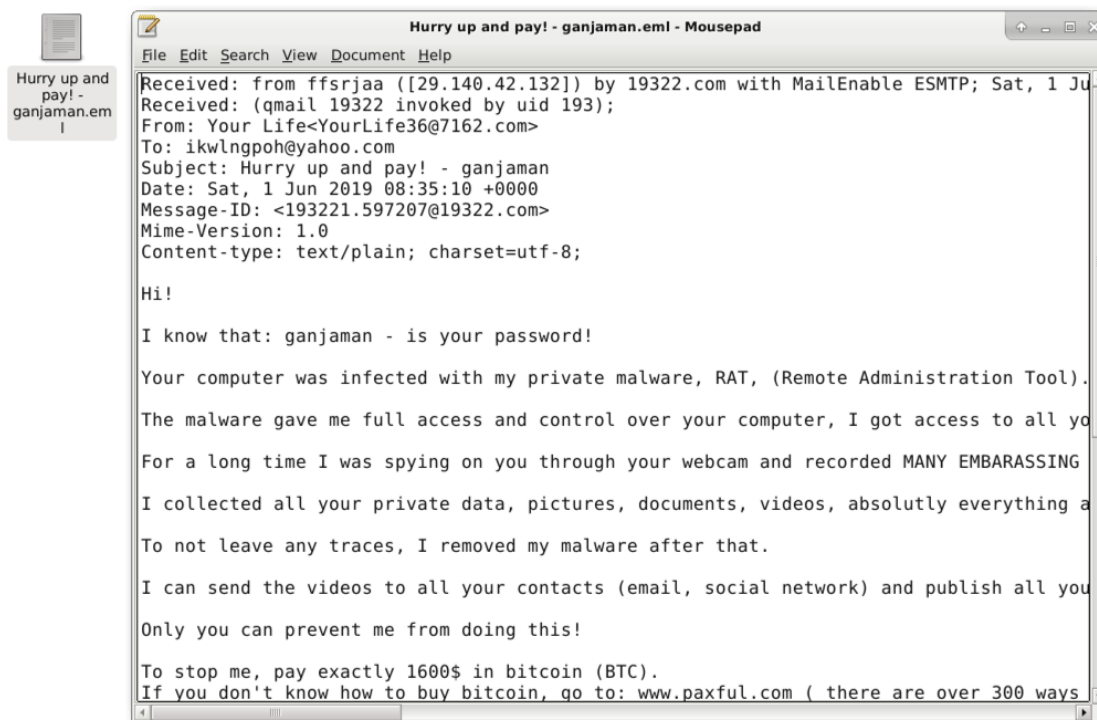 Hurry up and
pay! -
ganjaman.em
l
Hurry up and pay! - ganjaman.eml - Mousepad
File Edit Search View Document Help
Received: from ffsrjaa ([29.140.42.132]) by 19322.com with MailEnable ESMTP; Sat, 1 Ju
Received: (qmail 19322 invoked by uid 193);
From: Your Life<YourLife36@7162.com>
To: ikwlngpoh@yahoo.com
Subject: Hurry up and pay! - ganjaman
Date: Sat, 1 Jun 2019 08:35:10 +0000
Message-ID: <193221.597207@19322.com>
Mime-Version: 1.0
Content-type: text/plain; charset=utf-8;
Hi!
I know that: ganjaman - is your password!
Your computer was infected with my private malware, RAT, (Remote Administration Tool).
The malware gave me full access and control over your computer, I got access to all yo
For a long time I was spying on you through your webcam and recorded MANY EMBARASSING
I collected all your private data, pictures, documents, videos, absolutly everything a
To not leave any traces, I removed my malware after that.
I can send the videos to all your contacts (email, social network) and publish all you
Only you can prevent me from doing this!
To stop me, pay exactly 1600$ in bitcoin (BTC).
If you don't know how to buy bitcoin, go to: www.paxful.com ( there are over 300 ways